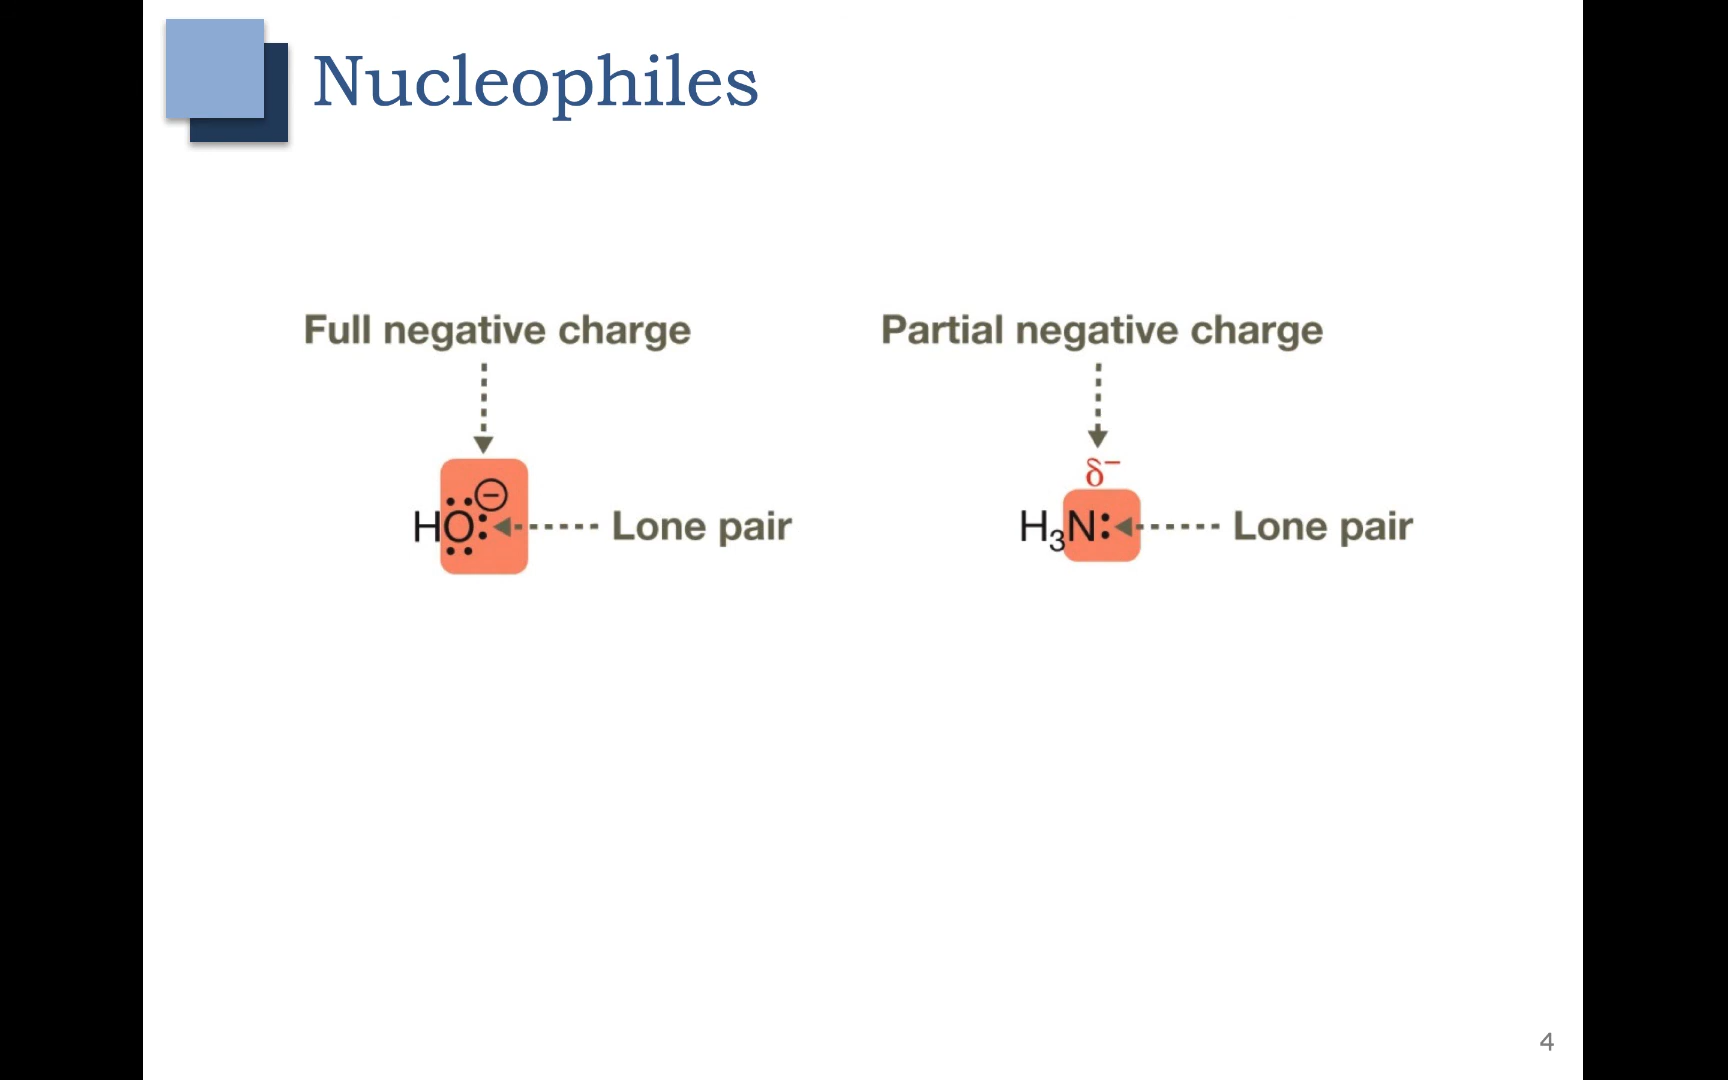 Nucleophiles
Full negative charge
Partial negative charge
δ−
HO:⊖
Lone pair
H₃N:
Lone pair
4